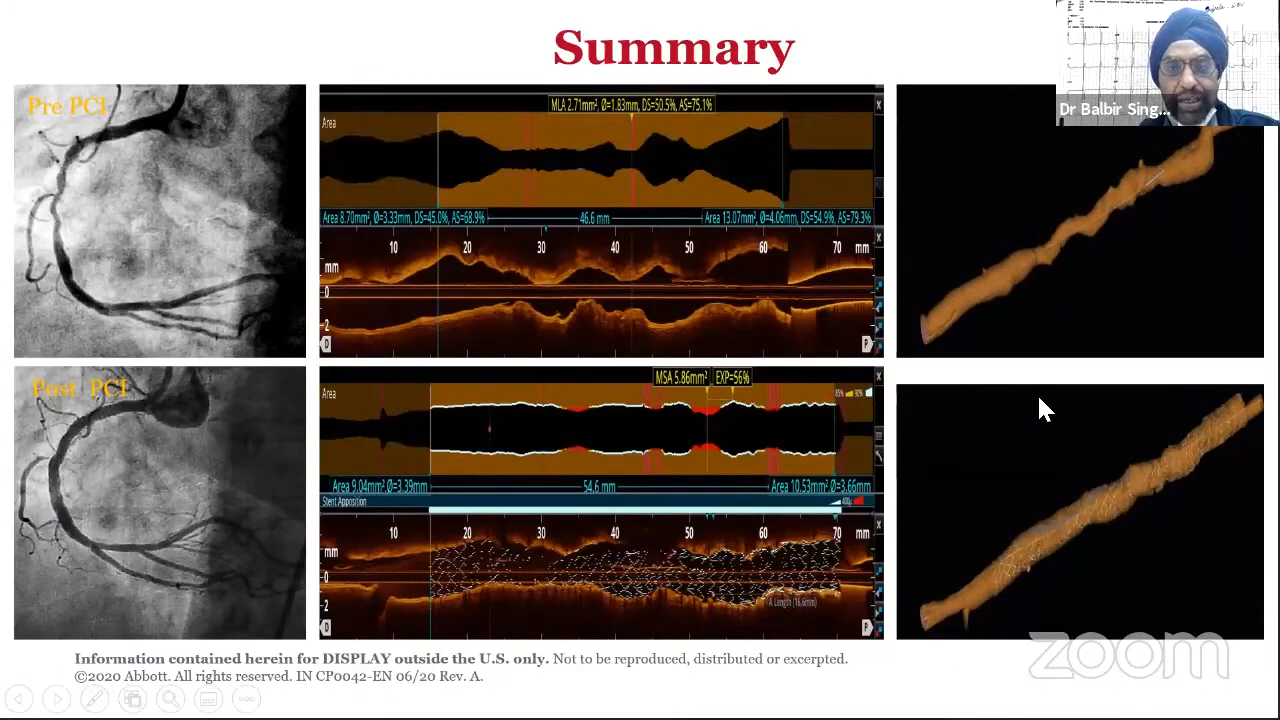 Summary
Dr Balbir Sing...
Pre PCI
MLA 2.71mm², Ø=1.83mm, DS=50.5%, AS=75.1%
Area
Area 8.70mm², Ø=3.33mm, DS=45.0%, AS=68.9%
46.6 mm
Area 13.07mm², Ø=4.06mm, DS=54.9%, AS=79.3%
10 20 30 40 50 60 70 mm
mm
0
2
D P
Post PCI
MSA 5.86mm² EXP=56%
Area
85% 90%
Area 9.04mm² Ø=3.39mm
54.6 mm
Area 10.53mm² Ø=3.66mm
Stent Apposition
10 20 30 40 50 60 mm
mm
0
2
A Length (16.6mm)
D P
zoom
Information contained herein for DISPLAY outside the U.S. only. Not to be reproduced, distributed or excerpted.
©2020 Abbott. All rights reserved. IN CP0042-EN 06/20 Rev. A.